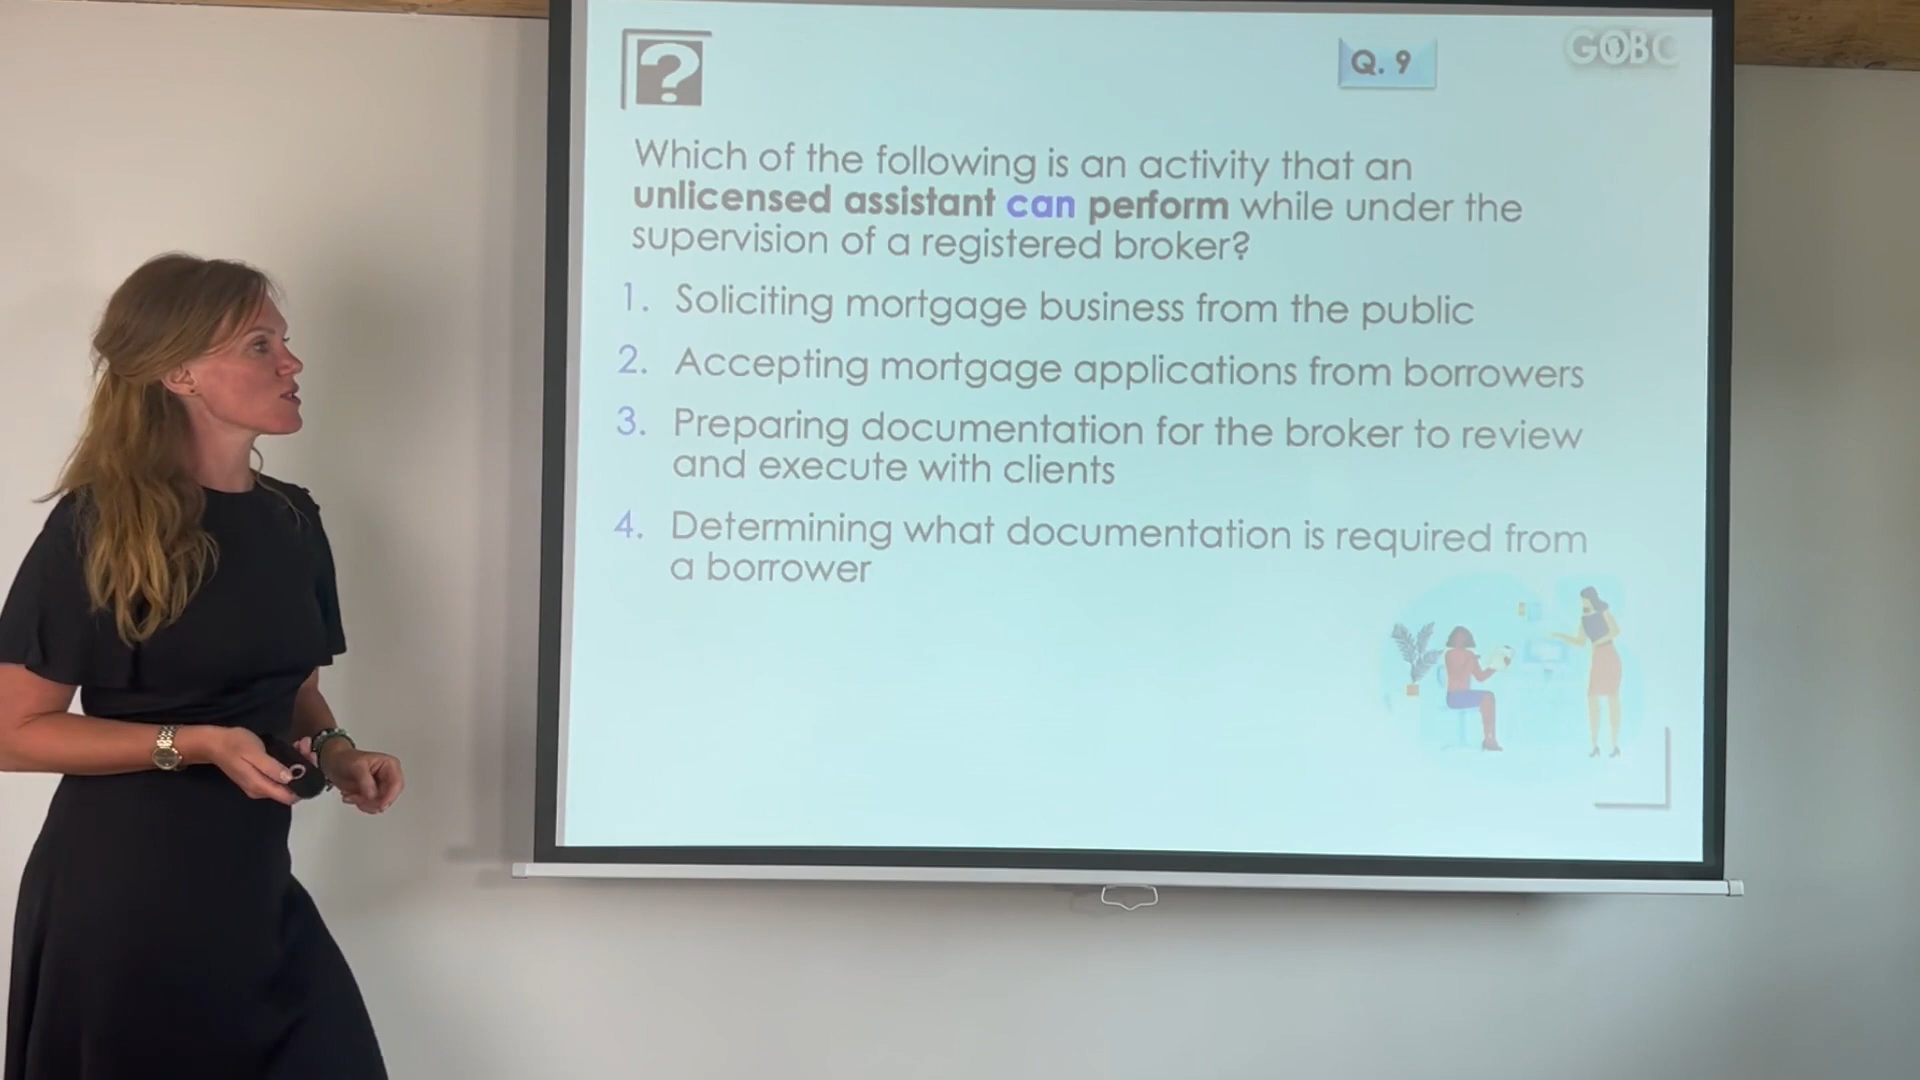 ?
Q. 9
GOBC
Which of the following is an activity that an
unlicensed assistant can perform while under the
supervision of a registered broker?
1. Soliciting mortgage business from the public
2. Accepting mortgage applications from borrowers
3. Preparing documentation for the broker to review
and execute with clients
4. Determining what documentation is required from
a borrower